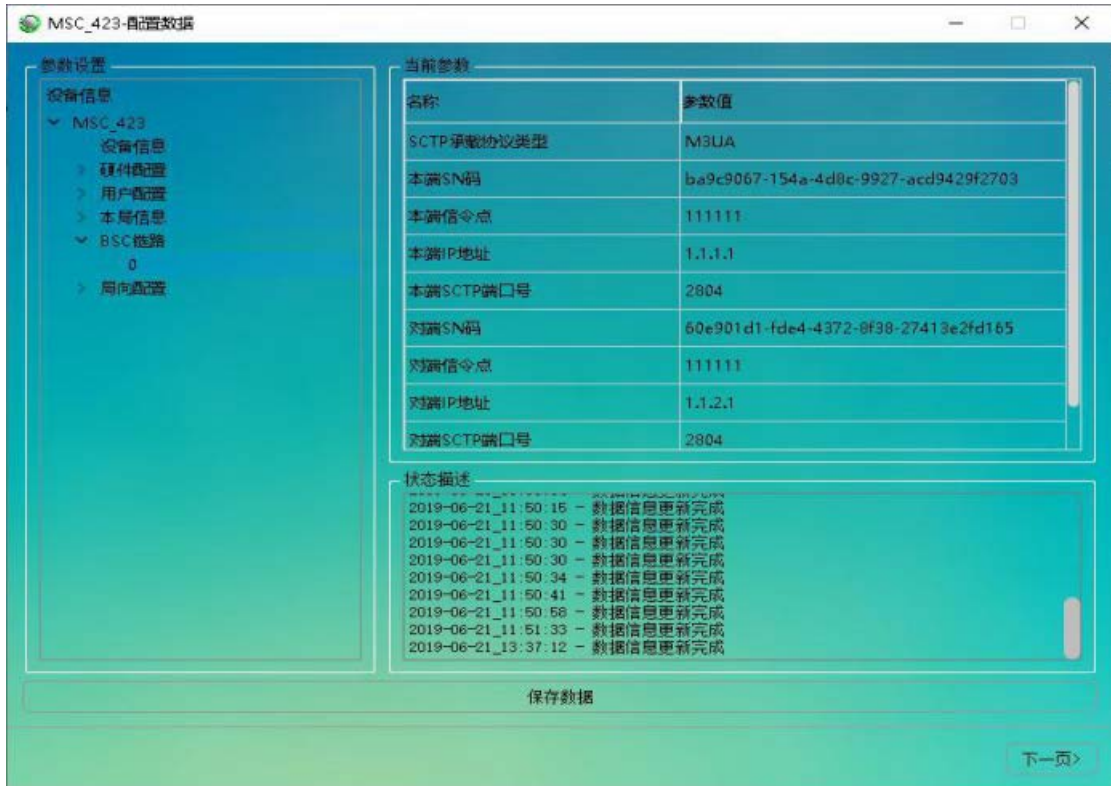 MSC_423-配置数据
参数设置
设备信息
MSC_423
设备信息
硬件配置
用户配置
本局信息
BSC链路
0
局向配置
当前参数
名称 参数值
SCTP承载协议类型 M3UA
本端SN码 ba9c9067-154a-4d8c-9927-acd9429f2703
本端信令点 111111
本端IP地址 1.1.1.1
本端SCTP端口号 2804
对端SN码 60e901d1-fde4-4372-8f38-27413e2fd165
对端信令点 111111
对端IP地址 1.1.2.1
对端SCTP端口号 2804
状态描述
2019-06-21_11:50:15 - 数据信息更新完成
2019-06-21_11:50:30 - 数据信息更新完成
2019-06-21_11:50:30 - 数据信息更新完成
2019-06-21_11:50:30 - 数据信息更新完成
2019-06-21_11:50:34 - 数据信息更新完成
2019-06-21_11:50:41 - 数据信息更新完成
2019-06-21_11:50:58 - 数据信息更新完成
2019-06-21_11:51:33 - 数据信息更新完成
2019-06-21_13:37:12 - 数据信息更新完成
保存数据
下一页>